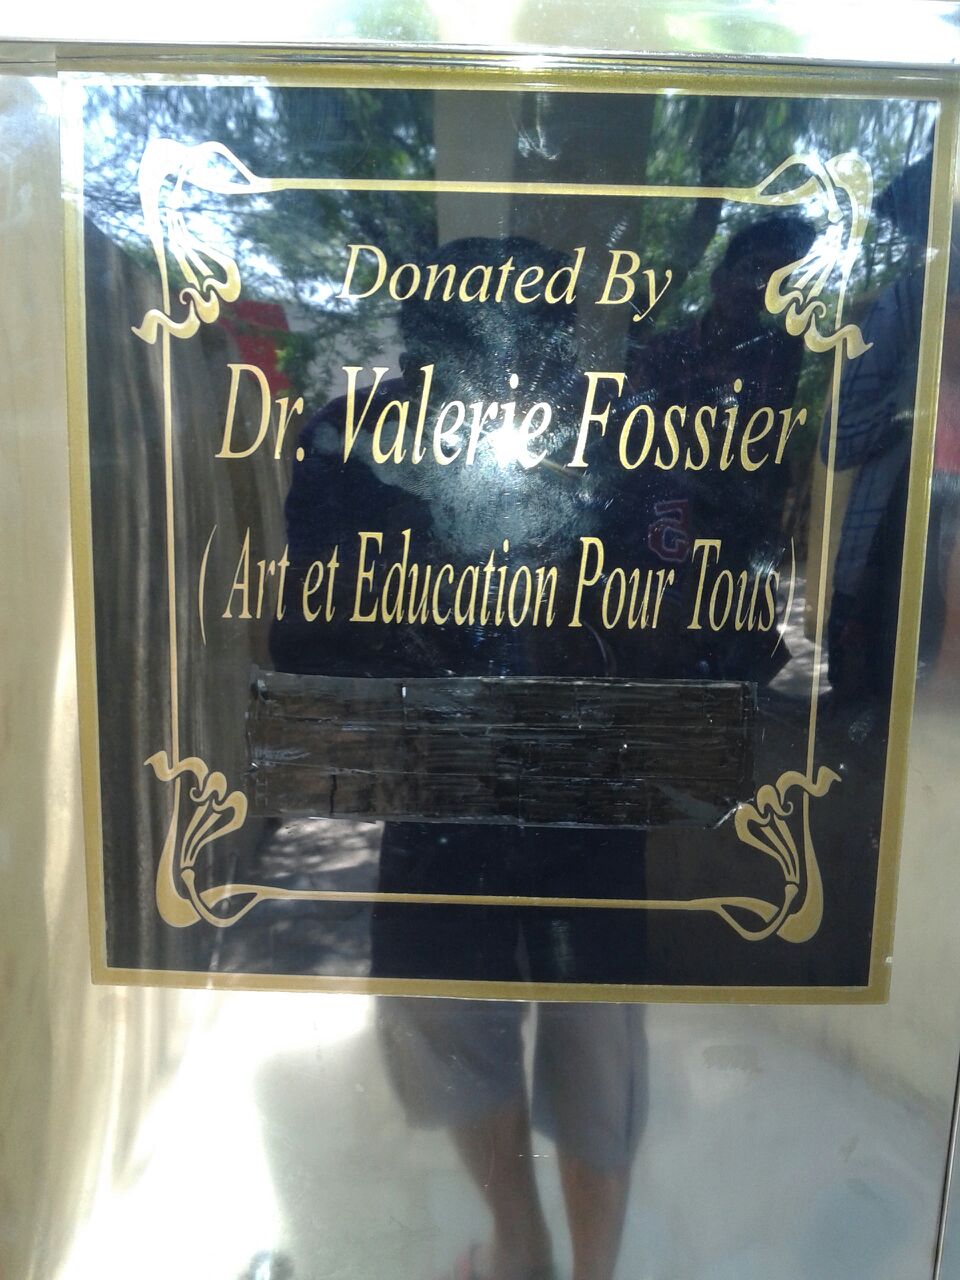 Donated By
Dr. Valerie Fossier
( Art et Education Pour Tous)